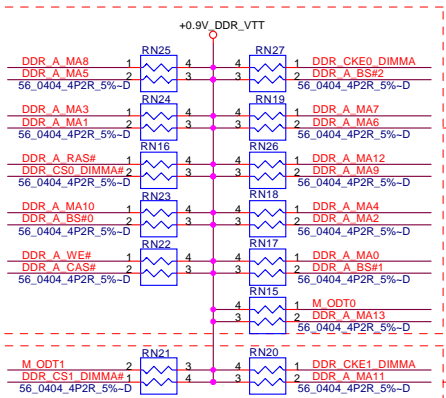 +0.9V_DDR_VTT
RN25 RN27
DDR_A_MA8 1 4 4 1 DDR_CKE0_DIMMA
DDR_A_MA5 2 3 3 2 DDR_A_BS#2
56_0404_4P2R_5%~D 56_0404_4P2R_5%~D
RN24 RN19
DDR_A_MA3 1 4 4 1 DDR_A_MA7
DDR_A_MA1 2 3 3 2 DDR_A_MA6
56_0404_4P2R_5%~D 56_0404_4P2R_5%~D
RN16 RN26
DDR_A_RAS# 1 4 4 1 DDR_A_MA12
DDR_CS0_DIMMA# 2 3 3 2 DDR_A_MA9
56_0404_4P2R_5%~D 56_0404_4P2R_5%~D
RN23 RN18
DDR_A_MA10 1 4 4 1 DDR_A_MA4
DDR_A_BS#0 2 3 3 2 DDR_A_MA2
56_0404_4P2R_5%~D 56_0404_4P2R_5%~D
RN22 RN17
DDR_A_WE# 1 4 4 1 DDR_A_MA0
DDR_A_CAS# 2 3 3 2 DDR_A_BS#1
56_0404_4P2R_5%~D 56_0404_4P2R_5%~D
RN15
4 1 M_ODT0
3 2 DDR_A_MA13
56_0404_4P2R_5%~D
RN21 RN20
M_ODT1 2 3 4 1 DDR_CKE1_DIMMA
DDR_CS1_DIMMA# 1 4 3 2 DDR_A_MA11
56_0404_4P2R_5%~D 56_0404_4P2R_5%~D